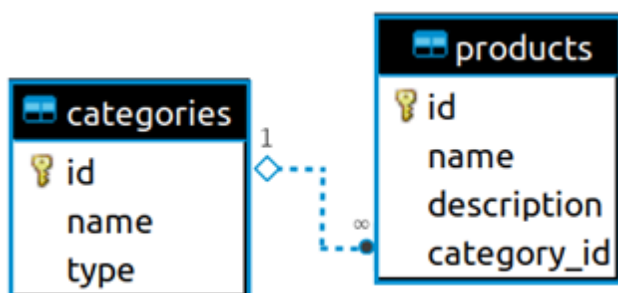 categories
id
name
type
1
∞
products
id
name
description
category_id